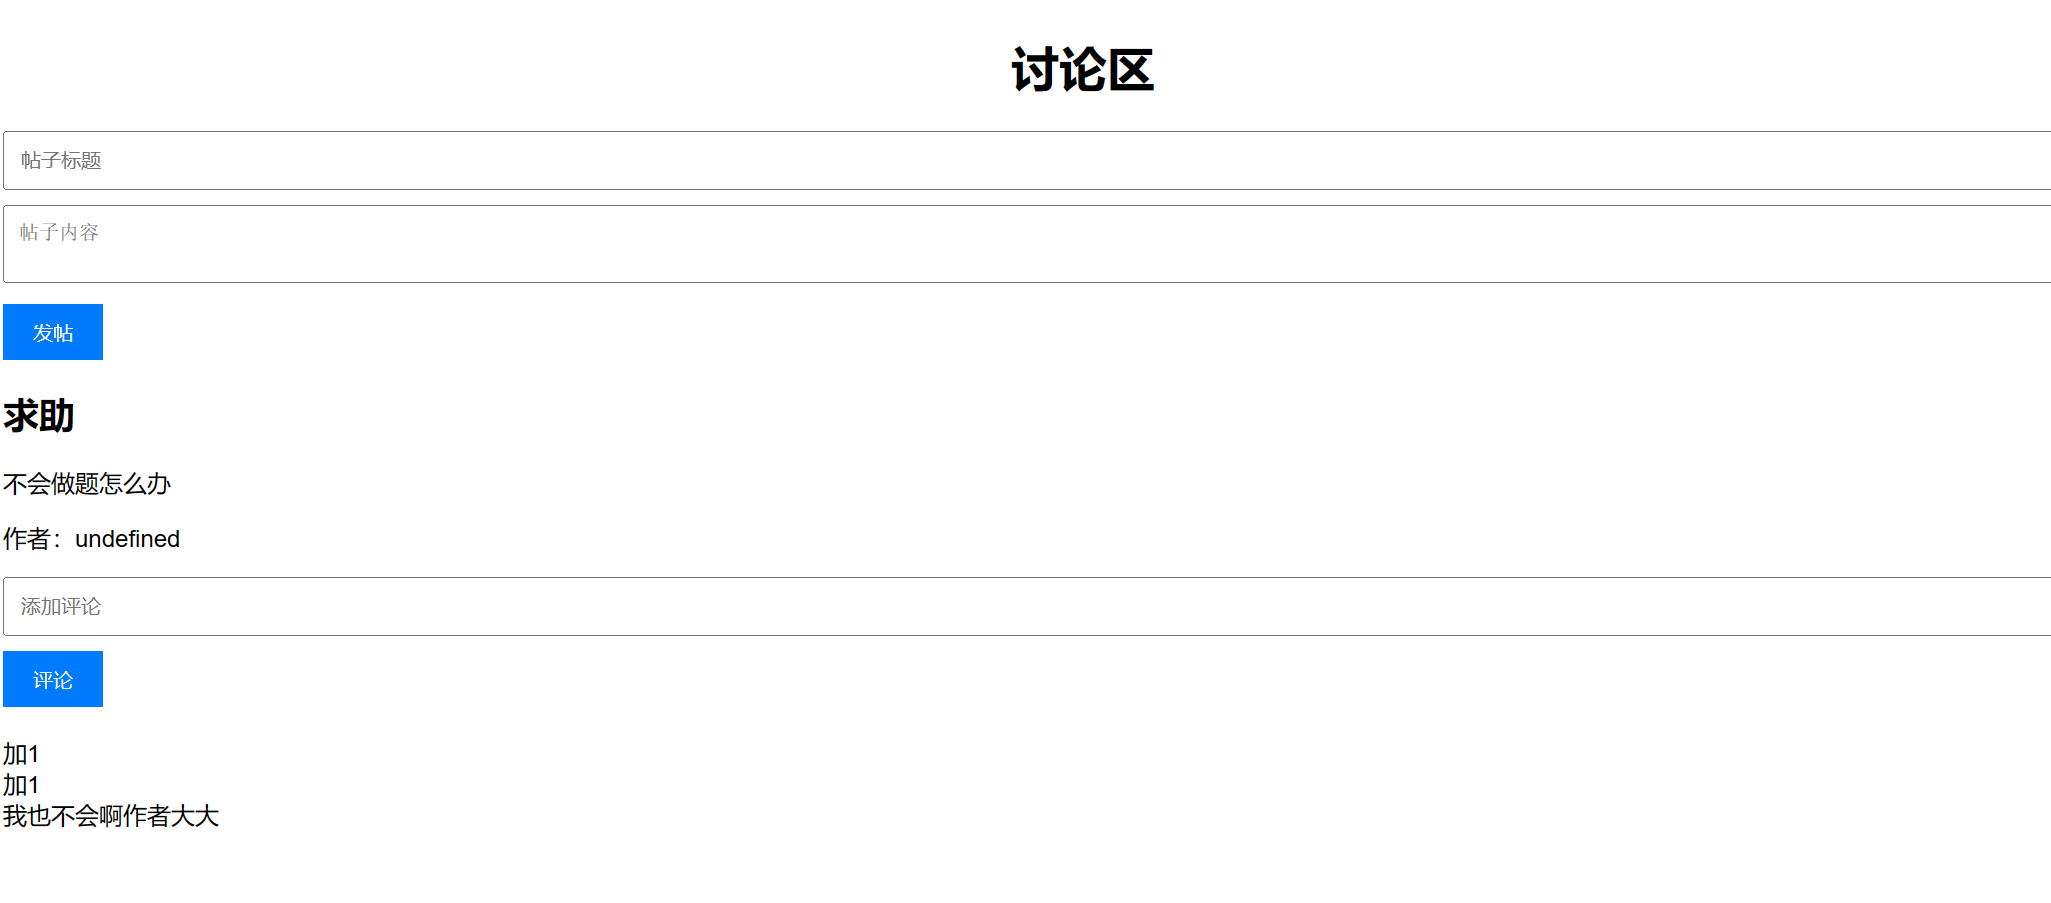 讨论区
帖子标题
帖子内容
发帖
求助
不会做题怎么办
作者：undefined
添加评论
评论
加1
加1
我也不会啊作者大大